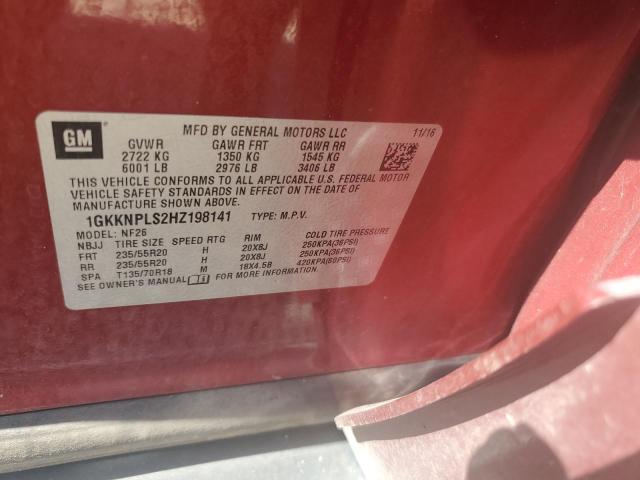 GM
MFD BY GENERAL MOTORS LLC 11/16
GVWR GAWR FRT GAWR RR
2722 KG 1350 KG 1545 KG
6001 LB 2976 LB 3406 LB
THIS VEHICLE CONFORMS TO ALL APPLICABLE U.S. FEDERAL MOTOR
VEHICLE SAFETY STANDARDS IN EFFECT ON THE DATE OF
MANUFACTURE SHOWN ABOVE.
1GKKNPLS2HZ198141 TYPE: M.P.V.
MODEL: NF26
NBJJ TIRE SIZE SPEED RTG RIM COLD TIRE PRESSURE
FRT 235/55R20 H 20X8J 250KPA(36PSI)
RR 235/55R20 H 20X8J 250KPA(36PSI)
SPA T135/70R18 M 18X4.5B 420KPA(60PSI)
SEE OWNER'S MANUAL FOR MORE INFORMATION.